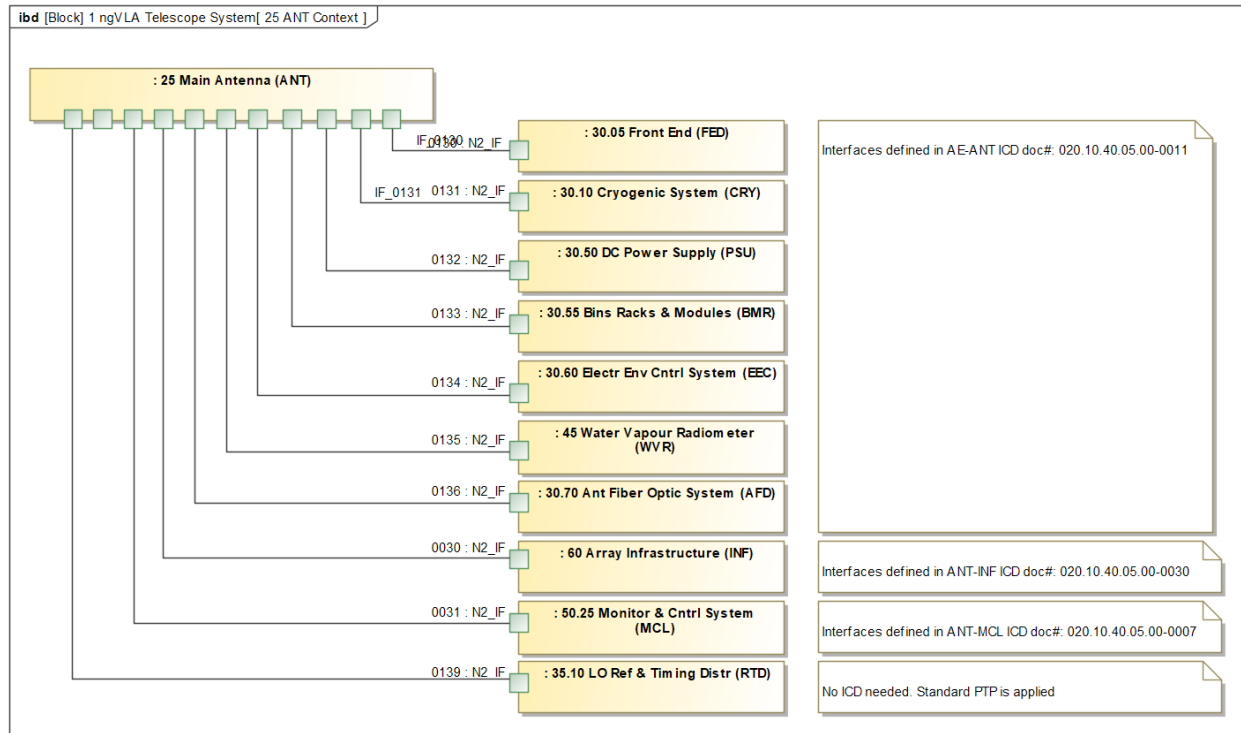 ibd [Block] 1 ngVLA Telescope System[ 25 ANT Context ]
: 25 Main Antenna (ANT)
IF_0130
0130 : N2_IF
: 30.05 Front End (FED)
Interfaces defined in AE-ANT ICD doc#: 020.10.40.05.00-0011
IF_0131
0131 : N2_IF
: 30.10 Cryogenic System (CRY)
0132 : N2_IF
: 30.50 DC Power Supply (PSU)
0133 : N2_IF
: 30.55 Bins Racks & Modules (BMR)
0134 : N2_IF
: 30.60 Electr Env Cntrl System (EEC)
0135 : N2_IF
: 45 Water Vapour Radiometer
(WVR)
0136 : N2_IF
: 30.70 Ant Fiber Optic System (AFD)
0030 : N2_IF
: 60 Array Infrastructure (INF)
Interfaces defined in ANT-INF ICD doc#: 020.10.40.05.00-0030
0031 : N2_IF
: 50.25 Monitor & Cntrl System
(MCL)
Interfaces defined in ANT-MCL ICD doc#: 020.10.40.05.00-0007
0139 : N2_IF
: 35.10 LO Ref & Timing Distr (RTD)
No ICD needed. Standard PTP is applied